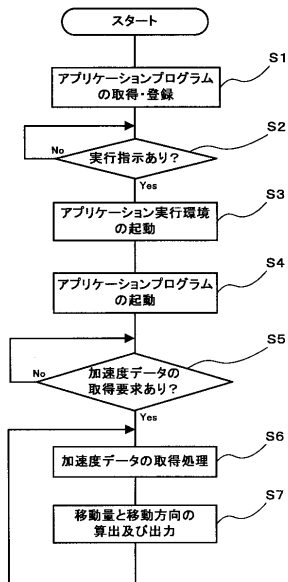 スタート
S1
アプリケーションプログラム
の取得・登録
S2
No
実行指示あり？
Yes
S3
アプリケーション実行環境
の起動
S4
アプリケーションプログラム
の起動
S5
加速度データの
取得要求あり？
No
Yes
S6
加速度データの取得処理
S7
移動量と移動方向の
算出及び出力